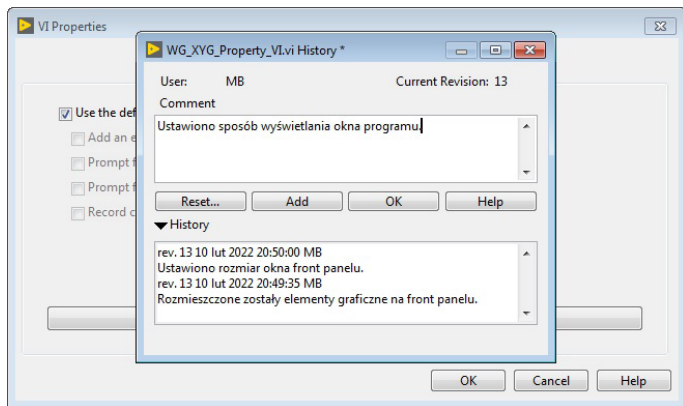 VI Properties
WG_XYG_Property_VI.vi History *
User: MB Current Revision: 13
Comment
Ustawiono sposób wyświetlania okna programu.
Reset... Add OK Help
History
rev. 13 10 lut 2022 20:50:00 MB
Ustawiono rozmiar okna front panelu.
rev. 13 10 lut 2022 20:49:35 MB
Rozmieszczone zostały elementy graficzne na front panelu.
Use the def
Add an e
Prompt f
Prompt f
Record c
OK Cancel Help